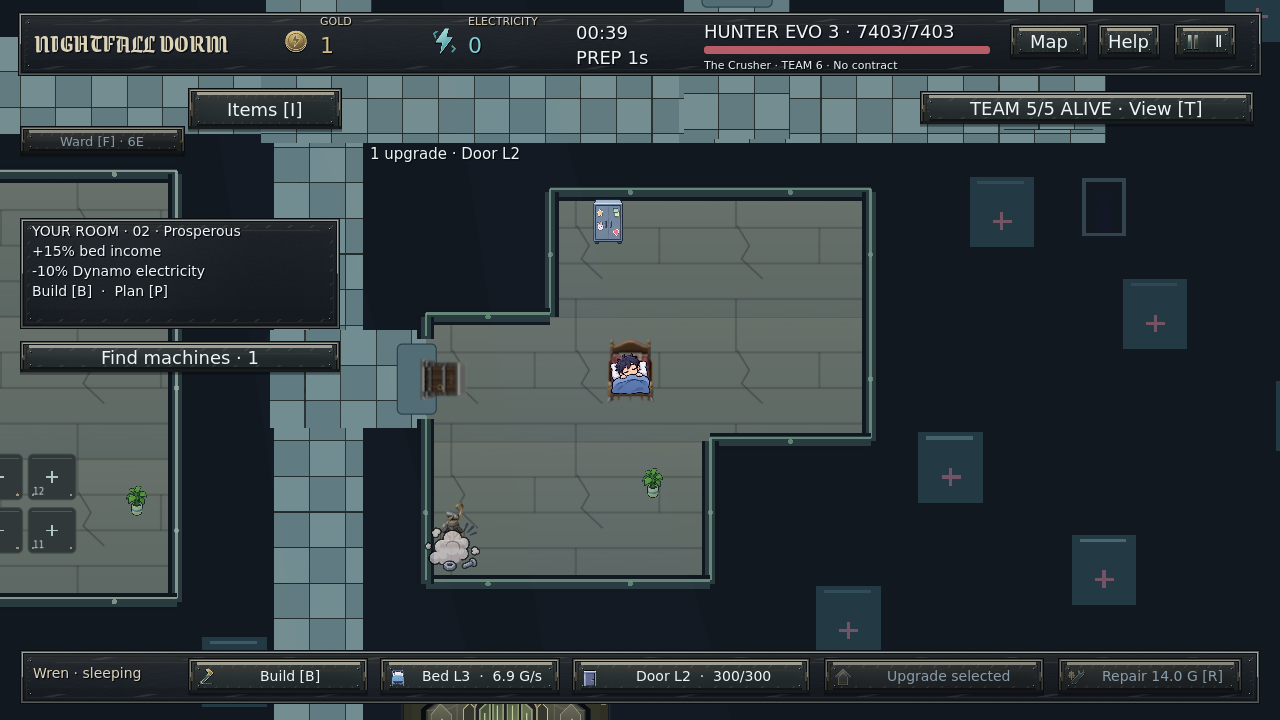 NIGHTFALL DORM
GOLD
1
ELECTRICITY
0
00:39
PREP 1s
HUNTER EVO 3 · 7403/7403
The Crusher · TEAM 6 · No contract
Map
Help
Items [I]
TEAM 5/5 ALIVE · View [T]
Ward [F] · 6E
1 upgrade · Door L2
YOUR ROOM · 02 · Prosperous
+15% bed income
-10% Dynamo electricity
Build [B] · Plan [P]
Find machines · 1
12
11
Wren · sleeping
Build [B]
Bed L3 · 6.9 G/s
Door L2 · 300/300
Upgrade selected
Repair 14.0 G [R]